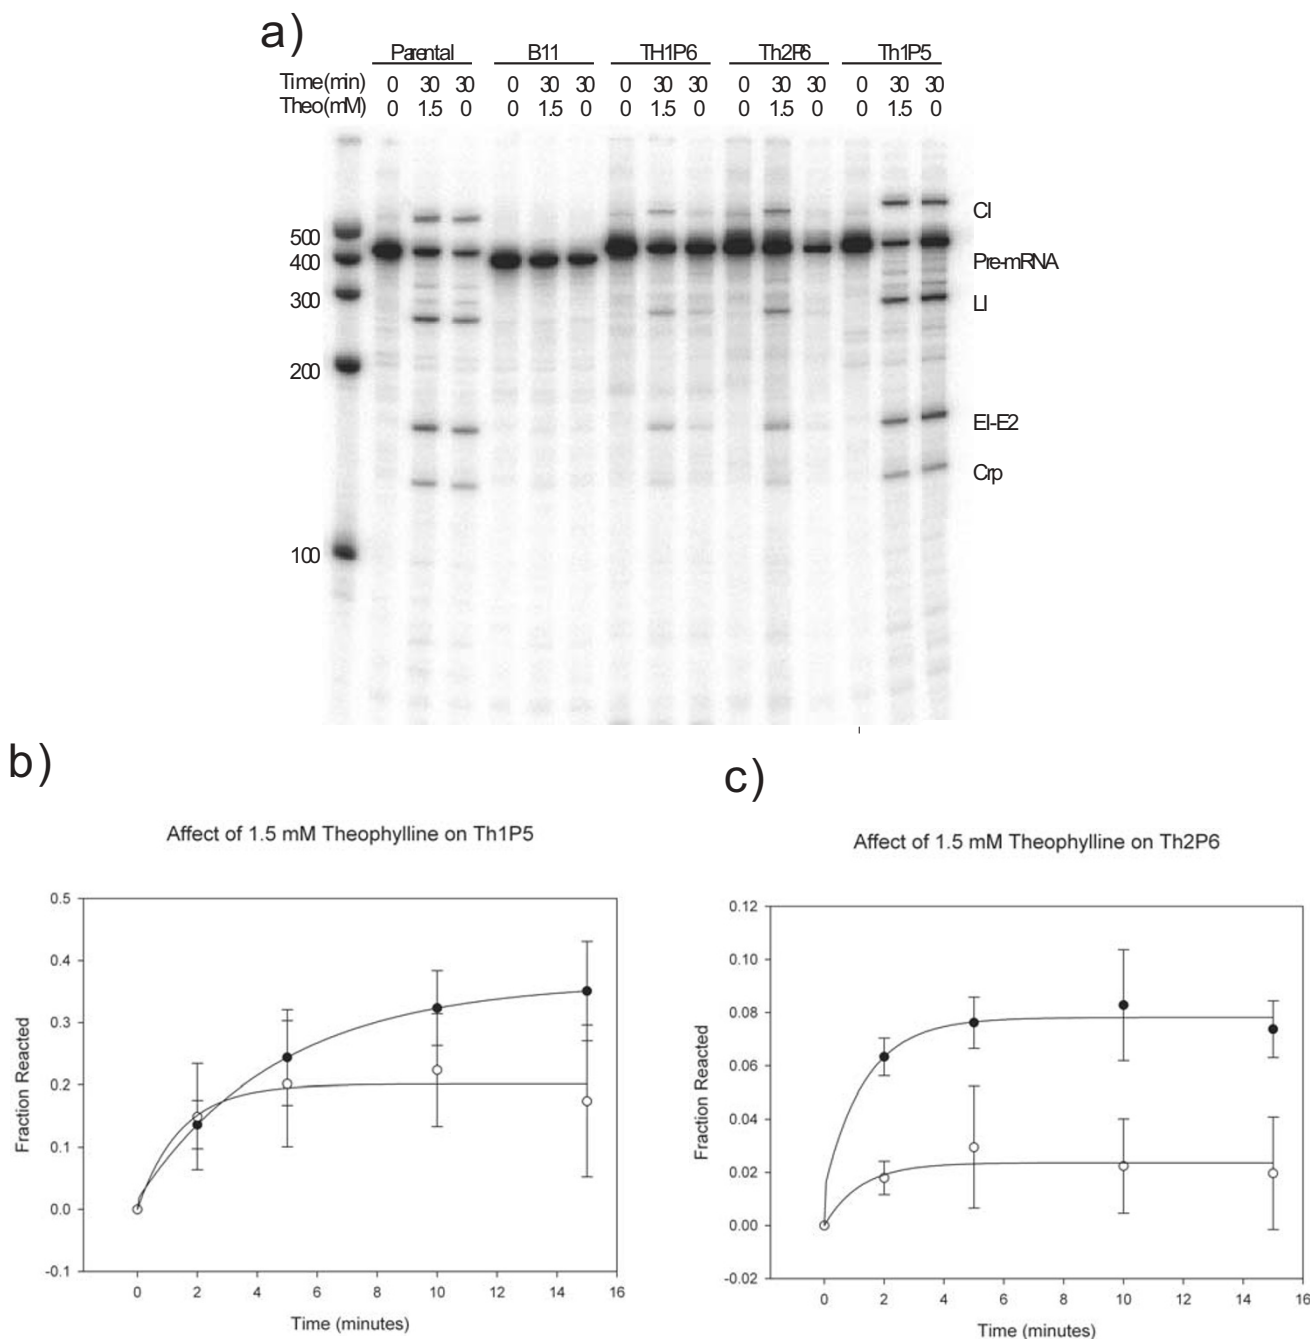 a)
Parental B11 TH1P6 Th2P6 Th1P5
Time(min) 0 30 30 0 30 30 0 30 30 0 30 30 0 30 30
Theo(mM) 0 1.5 0 0 1.5 0 0 1.5 0 0 1.5 0 0 1.5 0
CI
500
400
Pre-mRNA
300
LI
200
EI-E2
Crp
100
b)
Affect of 1.5 mM Theophylline on Th1P5
Fraction Reacted
0.5
0.4
0.3
0.2
0.1
0.0
-0.1
0 2 4 6 8 10 12 14 16
Time (minutes)
c)
Affect of 1.5 mM Theophylline on Th2P6
Fraction Reacted
0.12
0.10
0.08
0.06
0.04
0.02
0.00
-0.02
0 2 4 6 8 10 12 14 16
Time (minutes)